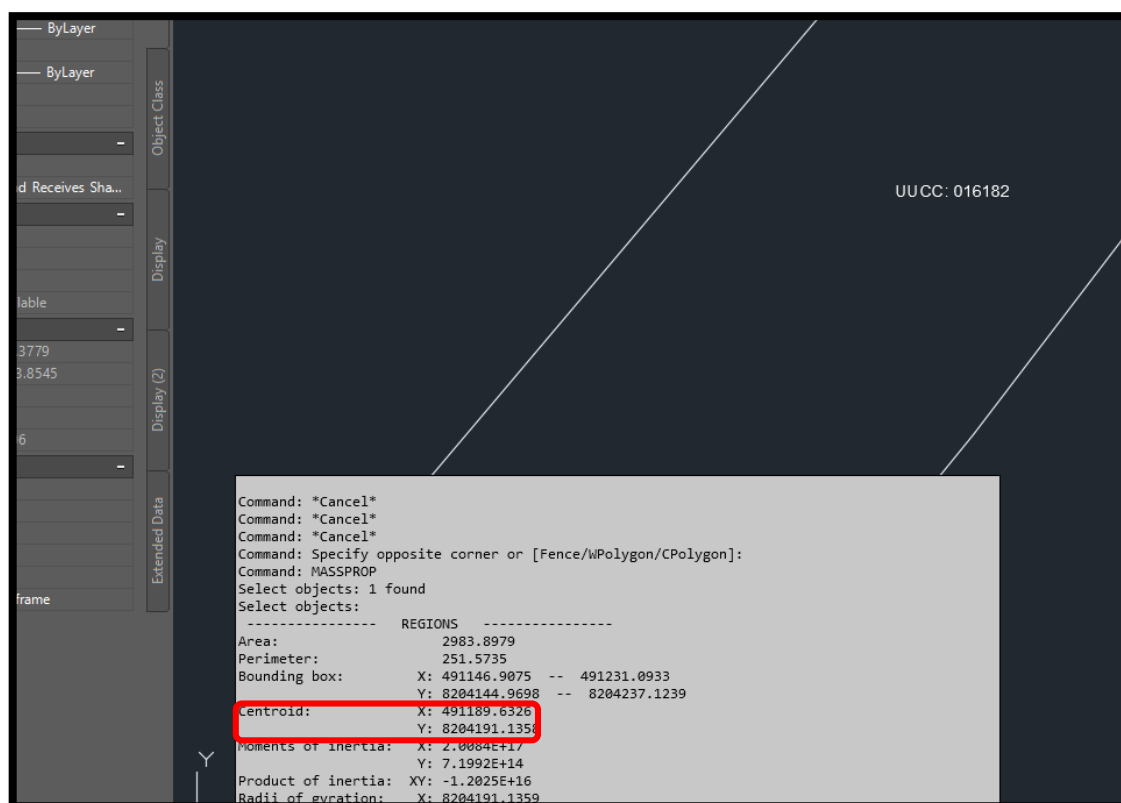 ByLayer
ByLayer
d Receives Sha...
lable
3779
3.8545
frame
Object Class
Display
Display (2)
Extended Data
UUCC: 016182
Command: *Cancel*
Command: *Cancel*
Command: *Cancel*
Command: Specify opposite corner or [Fence/WPolygon/CPolygon]:
Command: MASSPROP
Select objects: 1 found
Select objects:
---------------- REGIONS ----------------
Area: 2983.8979
Perimeter: 251.5735
Bounding box: X: 491146.9075 -- 491231.0933
Y: 8204144.9698 -- 8204237.1239
Centroid: X: 491189.6326
Y: 8204191.1358
Moments of inertia: X: 2.0084E+17
Y: 7.1992E+14
Product of inertia: XY: -1.2025E+16
Radii of gyration: X: 8204191.1359
Y